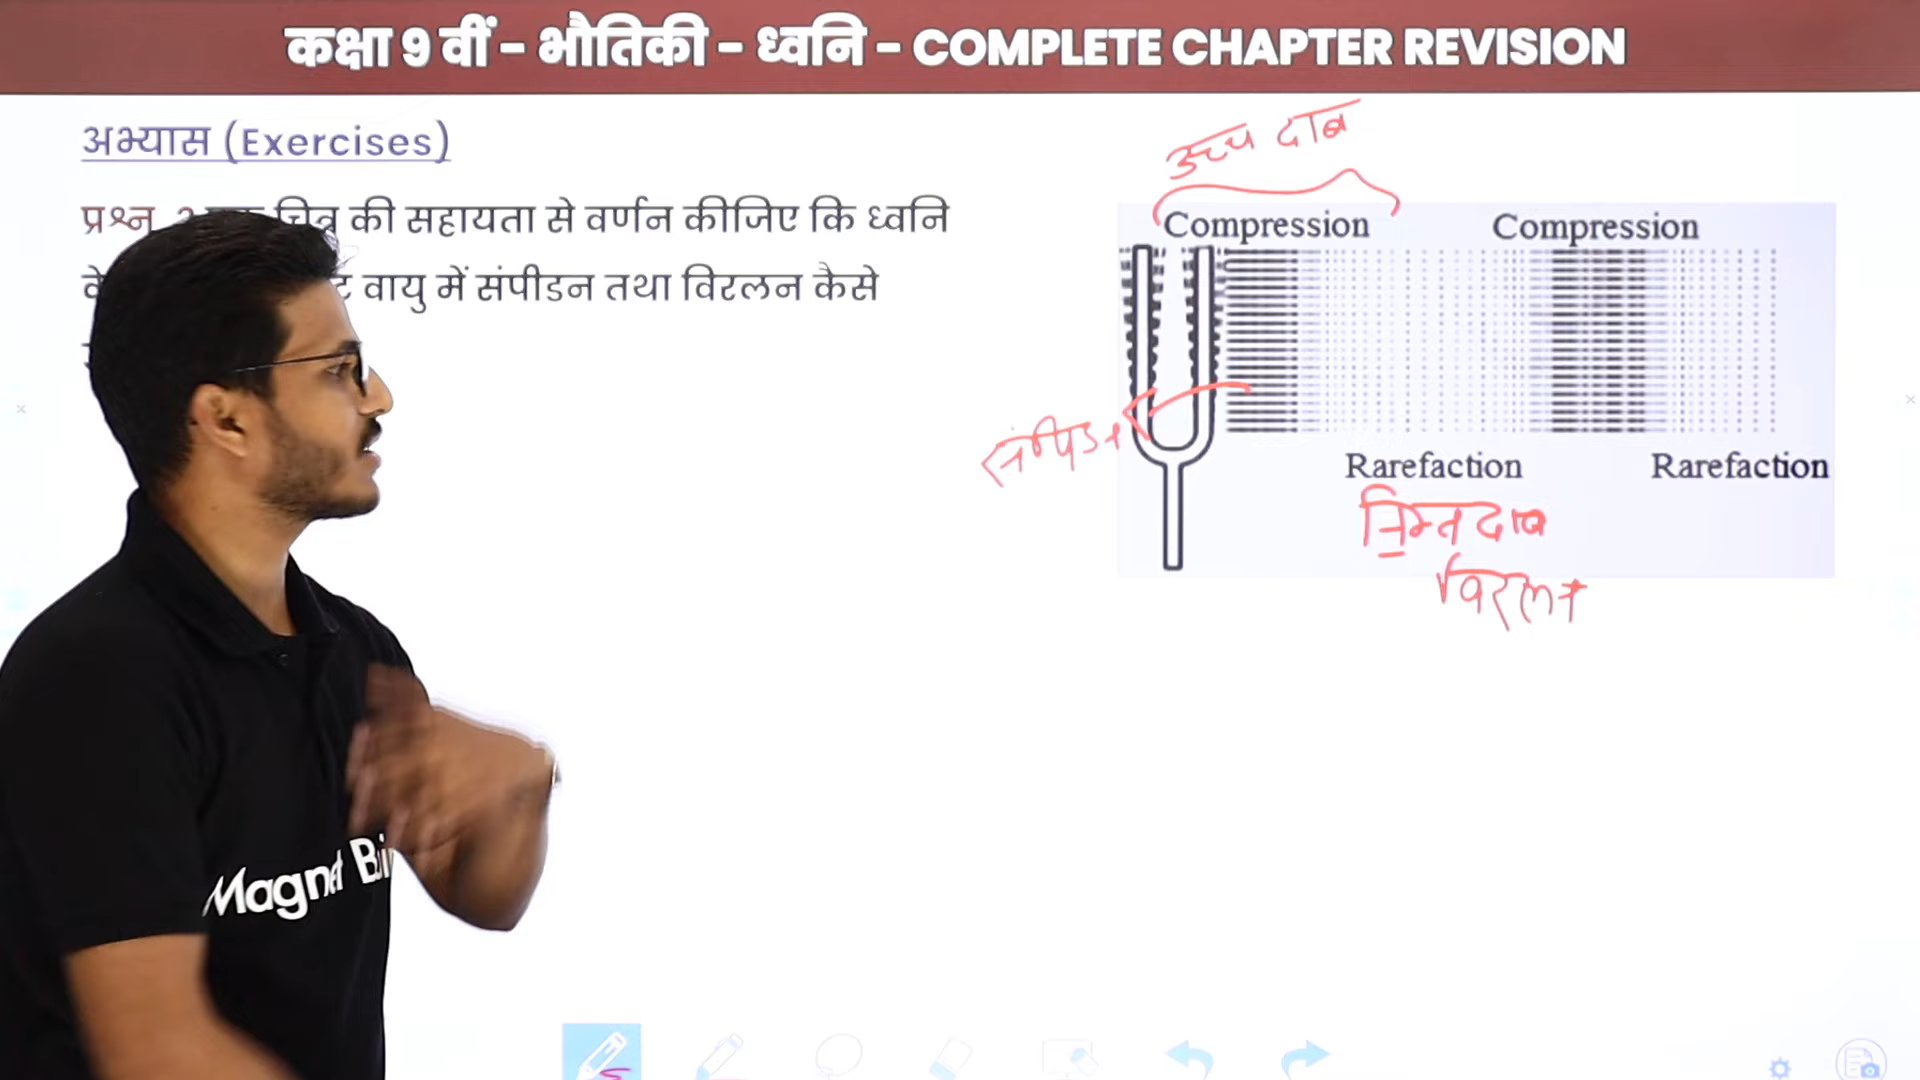 कक्षा 9 वीं - भौतिकी - ध्वनि - COMPLETE CHAPTER REVISION
अभ्यास (Exercises)
प्रश्न चित्र की सहायता से वर्णन कीजिए कि ध्वनि
वायु में संपीडन तथा विरलन कैसे
उच्च दाब
Compression
Compression
संपीडन
Rarefaction
Rarefaction
निम्न दाब
विरलन
Magnet B